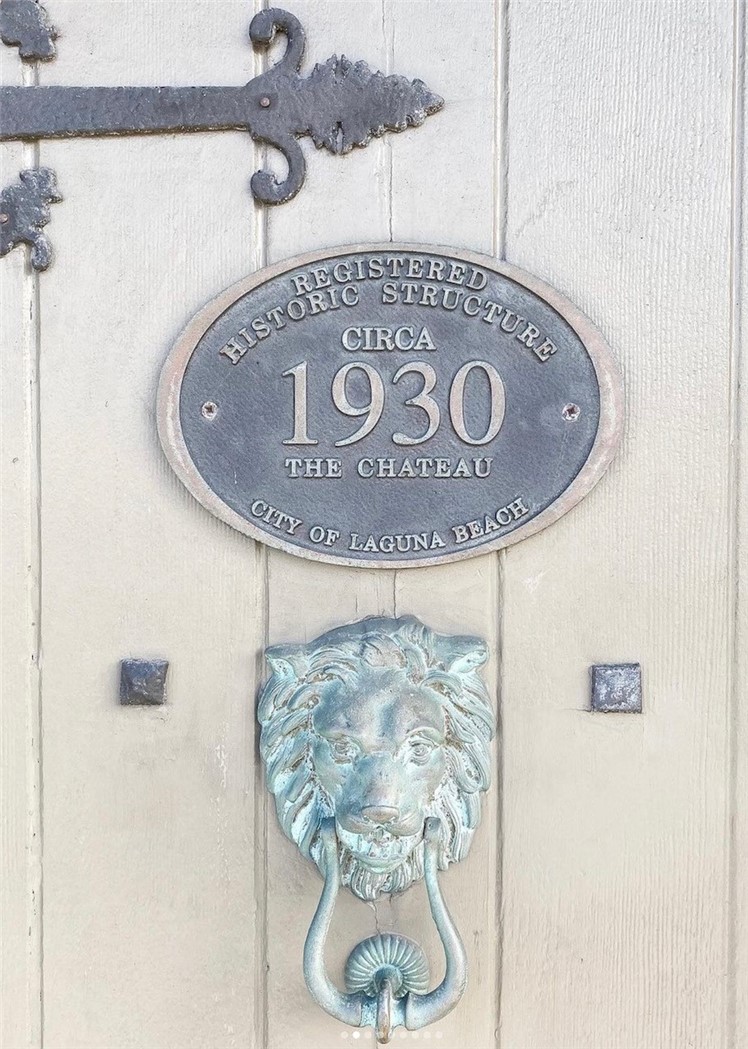 REGISTERED
HISTORIC STRUCTURE
CIRCA
1930
THE CHATEAU
CITY OF LAGUNA BEACH